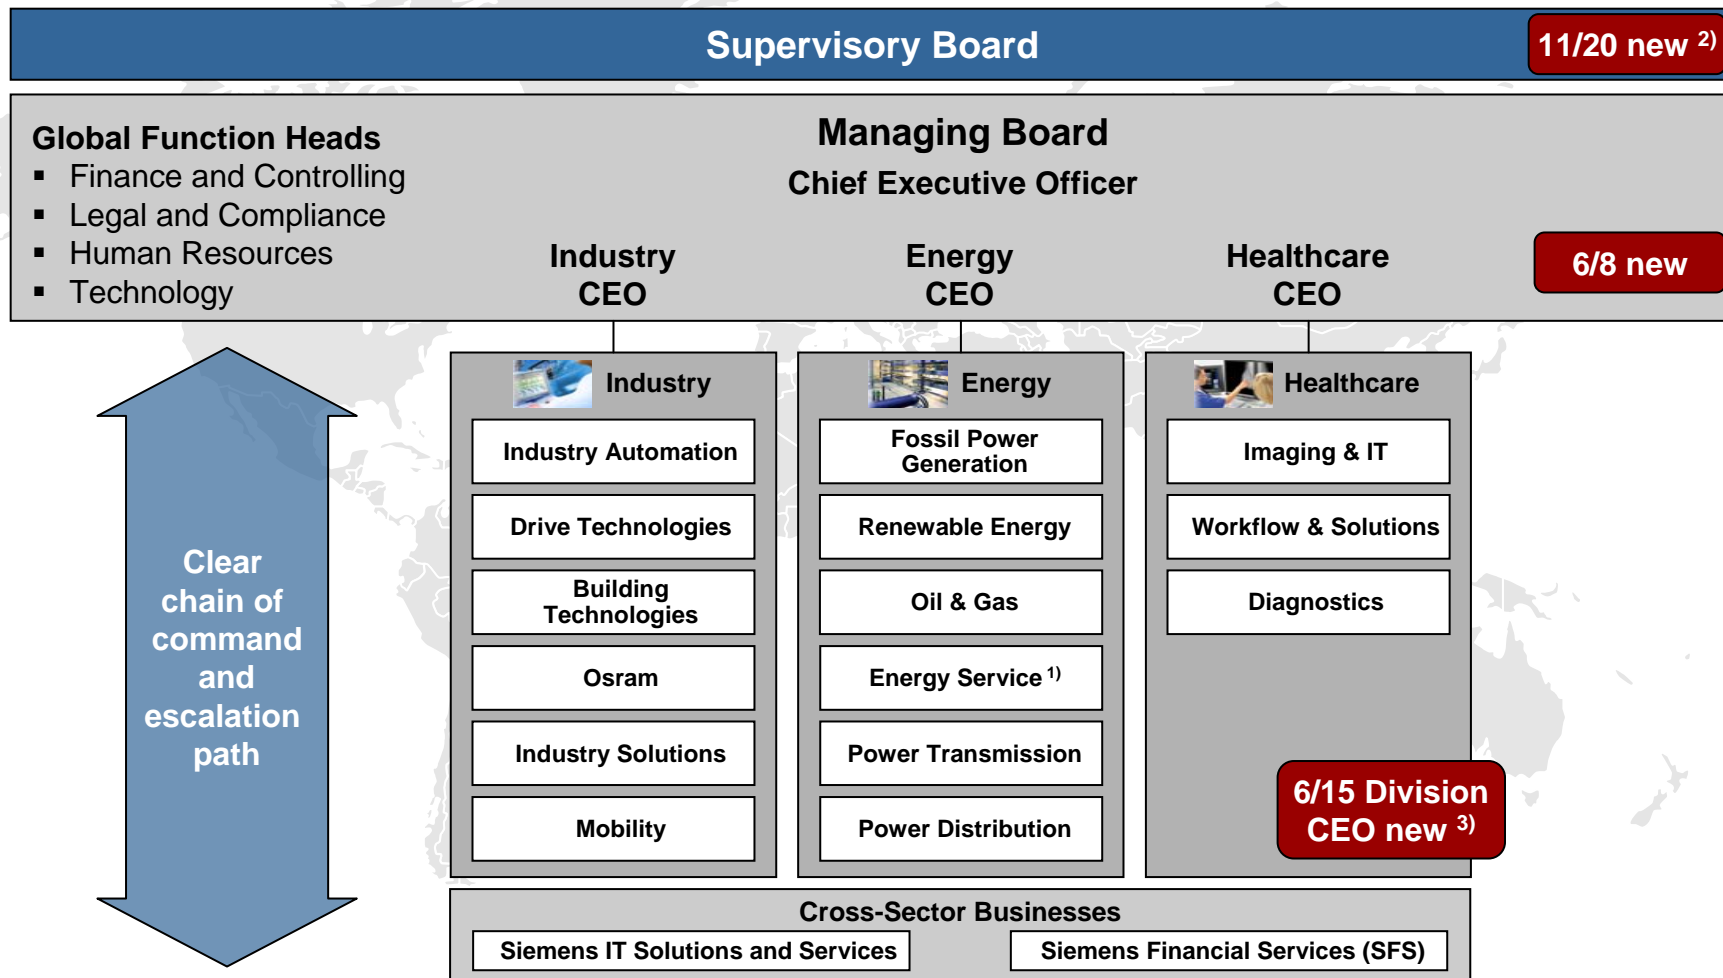 Supervisory Board
11/20 new 2)
Global Function Heads
▪ Finance and Controlling
▪ Legal and Compliance
▪ Human Resources
▪ Technology
Managing Board
Chief Executive Officer
Industry
CEO
Energy
CEO
Healthcare
CEO
6/8 new
Clear
chain of
command
and
escalation
path
Industry
Industry Automation
Drive Technologies
Building
Technologies
Osram
Industry Solutions
Mobility
Energy
Fossil Power
Generation
Renewable Energy
Oil & Gas
Energy Service 1)
Power Transmission
Power Distribution
Healthcare
Imaging & IT
Workflow & Solutions
Diagnostics
6/15 Division
CEO new 3)
Cross-Sector Businesses
Siemens IT Solutions and Services
Siemens Financial Services (SFS)